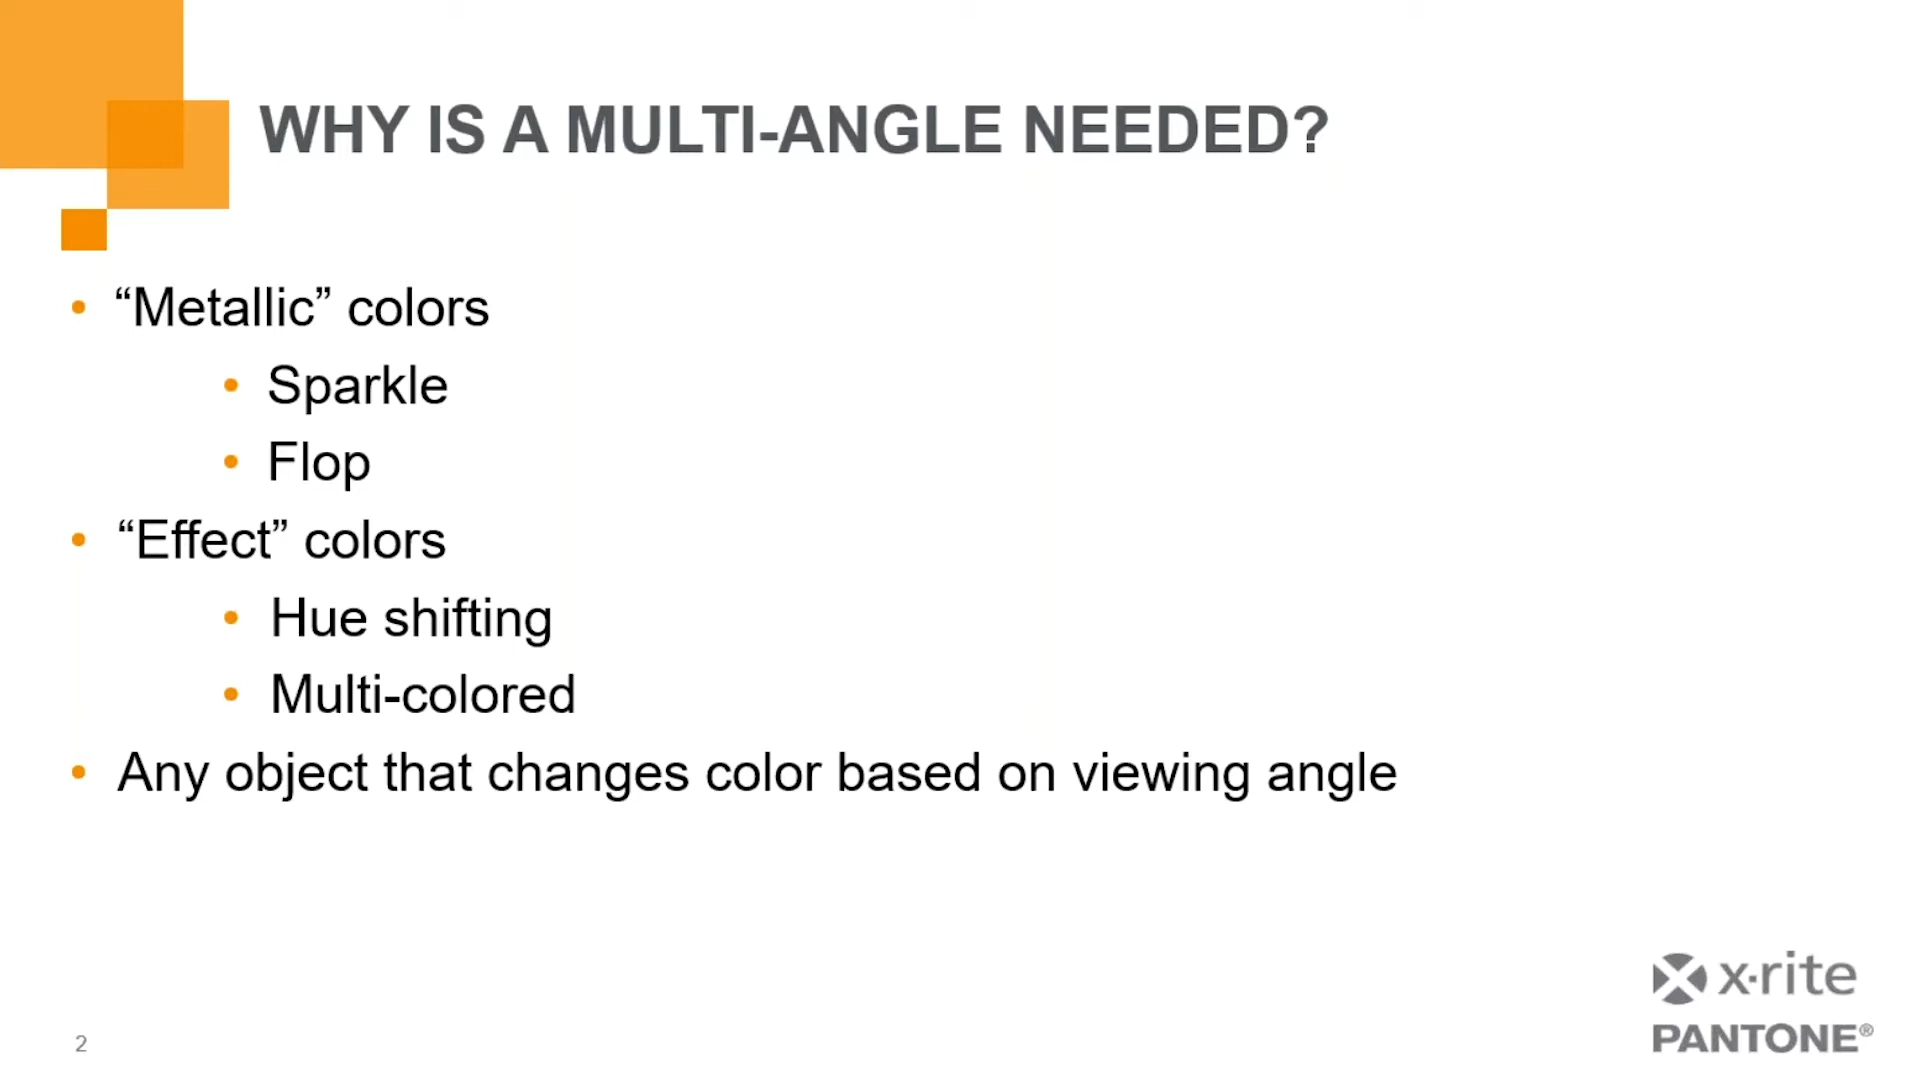 WHY IS A MULTI-ANGLE NEEDED?
• “Metallic” colors
• Sparkle
• Flop
• “Effect” colors
• Hue shifting
• Multi-colored
• Any object that changes color based on viewing angle
x·rite
PANTONE®
2